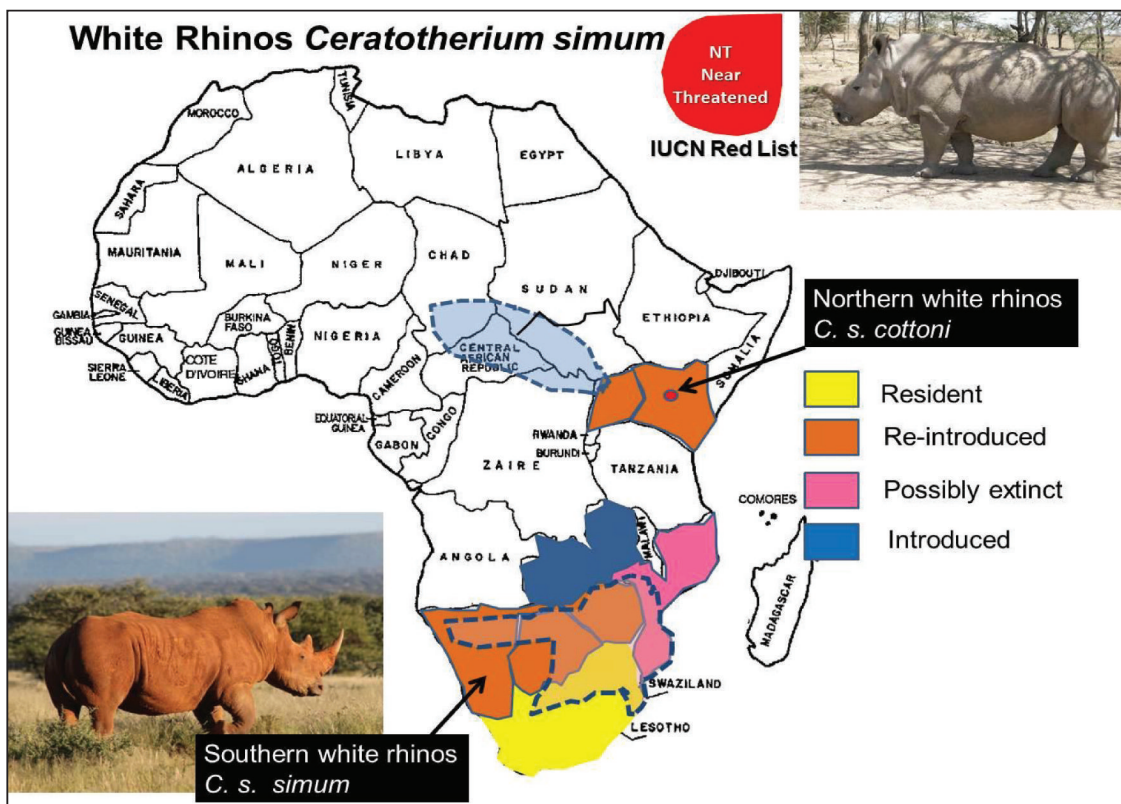 White Rhinos Ceratotherium simum
NT
Near
Threatened
IUCN Red List
MOROCCO
TUNISIA
ALGERIA
LIBYA
EGYPT
SAHARA
MAURITANIA
MALI
NIGER
CHAD
SUDAN
DJIBOUTI
ETHIOPIA
SOMALIA
SENEGAL
GAMBIA
GUINEA
BISSAU
GUINEA
SIERRA
LEONE
LIBERIA
COTE
D'IVOIRE
BURKINA
FASO
GHANA
TOGO
BENIN
NIGERIA
CAMEROON
CENTRAL
AFRICAN
REPUBLIC
EQUATORIAL
GUINEA
GABON
CONGO
ZAIRE
RWANDA
BURUNDI
TANZANIA
COMORES
ANGOLA
MALAWI
MADAGASCAR
SWAZILAND
LESOTHO
Northern white rhinos
C. s. cottoni
Resident
Re-introduced
Possibly extinct
Introduced
Southern white rhinos
C. s. simum